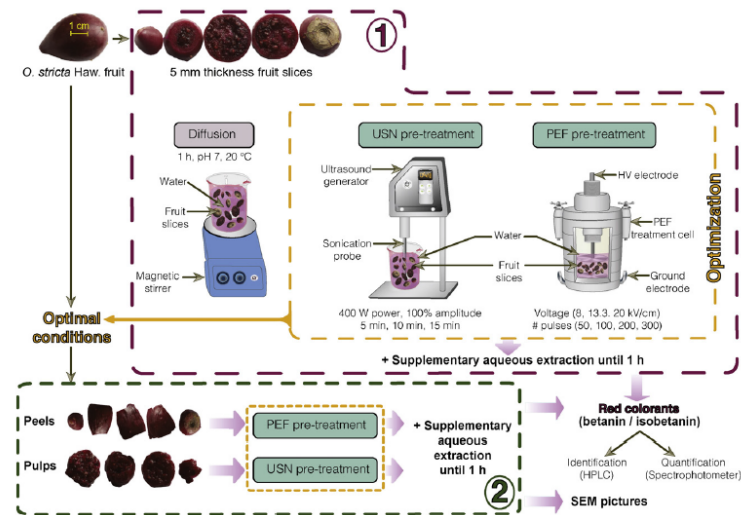 1 cm
O. stricta Haw. fruit
5 mm thickness fruit slices
1
Diffusion
1 h, pH 7, 20 °C
Water
Fruit
slices
Magnetic
stirrer
USN pre-treatment
Ultrasound
generator
Sonication
probe
400 W power, 100% amplitude
5 min, 10 min, 15 min
PEF pre-treatment
HV electrode
PEF
treatment cell
Water
Fruit
slices
Ground
electrode
Voltage (8, 13.3. 20 kV/cm)
# pulses (50, 100, 200, 300)
Optimization
Optimal
conditions
+ Supplementary aqueous extraction until 1 h
Peels
PEF pre-treatment
Pulps
USN pre-treatment
+ Supplementary
aqueous
extraction
until 1 h
2
Red colorants
(betanin / isobetanin)
Identification
(HPLC)
Quantification
(Spectrophotometer)
SEM pictures